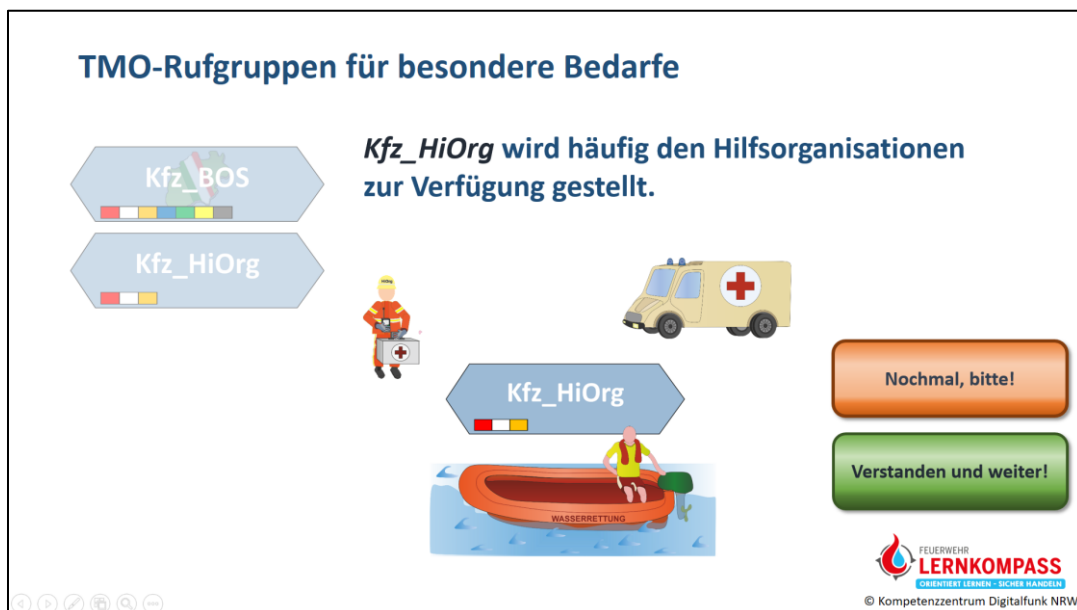 TMO-Rufgruppen für besondere Bedarfe
Kfz_BOS
Kfz_HiOrg
Kfz_HiOrg wird häufig den Hilfsorganisationen
zur Verfügung gestellt.
Kfz_HiOrg
WASSERRETTUNG
Nochmal, bitte!
Verstanden und weiter!
FEUERWEHR
LERNKOMPASS
ORIENTIERT LERNEN - SICHER HANDELN
© Kompetenzzentrum Digitalfunk NRW